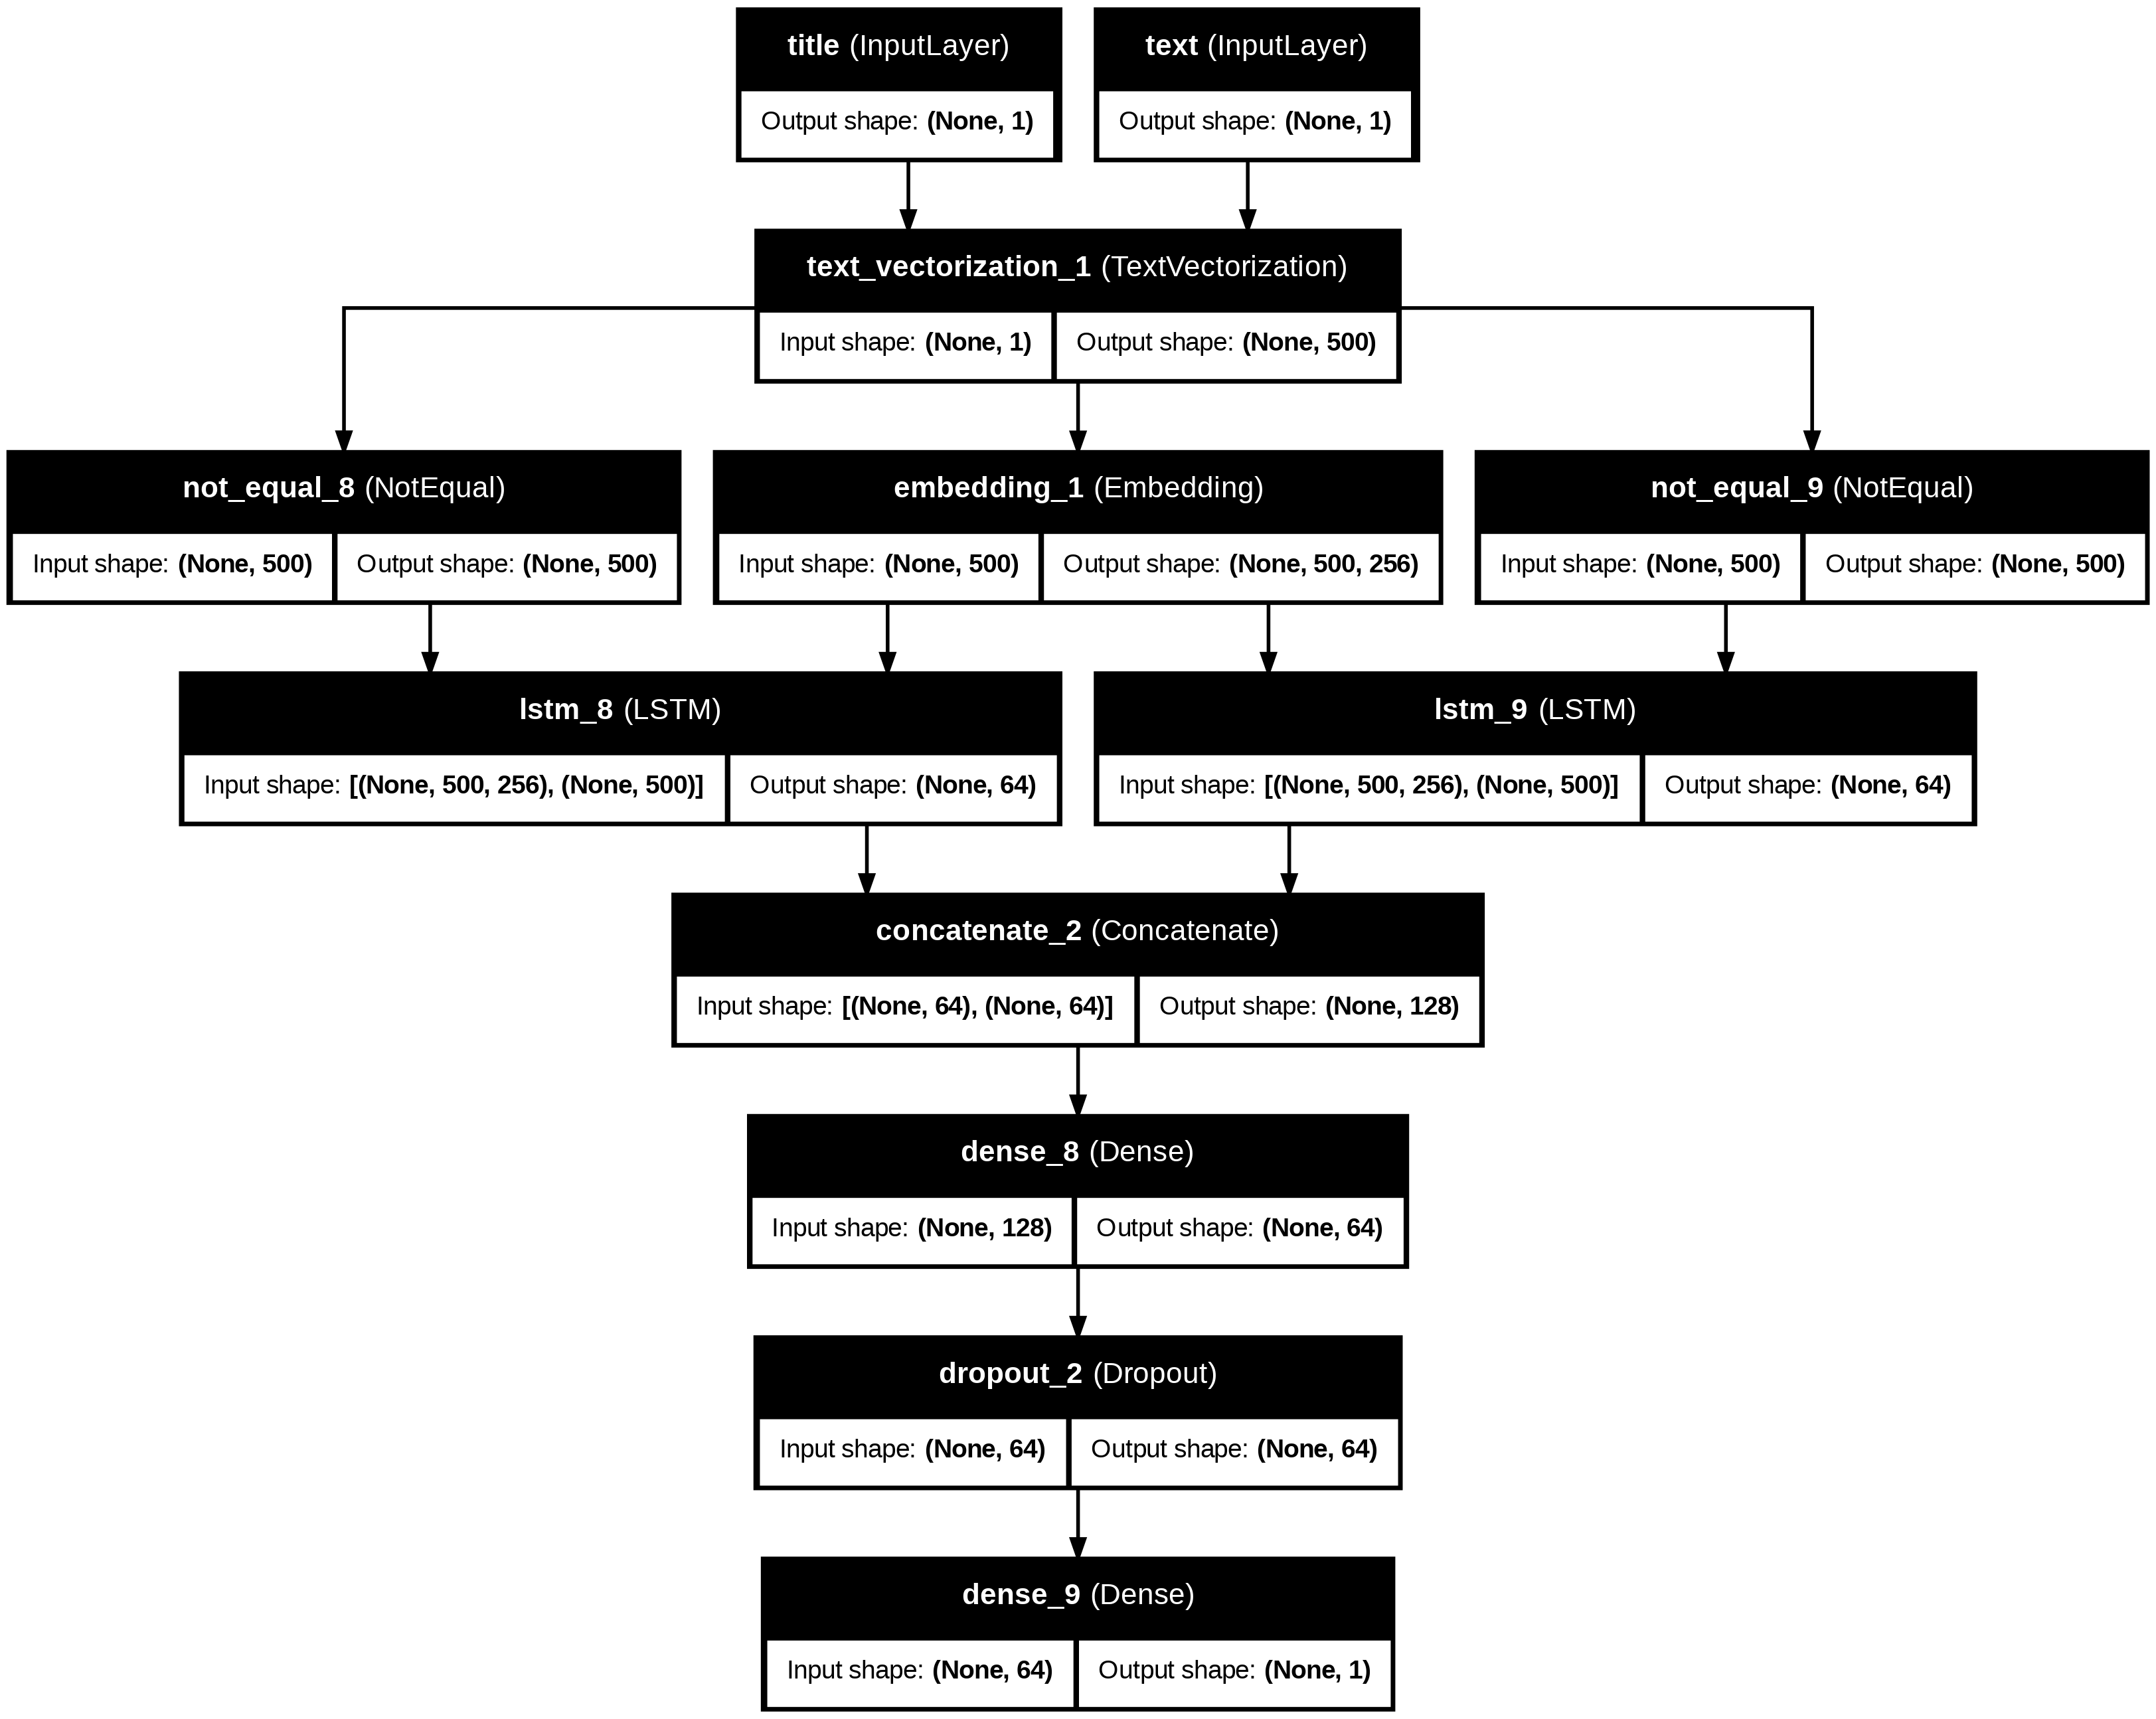 title (InputLayer)
Output shape: (None, 1)
text (InputLayer)
Output shape: (None, 1)
text_vectorization_1 (TextVectorization)
Input shape: (None, 1)
Output shape: (None, 500)
not_equal_8 (NotEqual)
Input shape: (None, 500)
Output shape: (None, 500)
embedding_1 (Embedding)
Input shape: (None, 500)
Output shape: (None, 500, 256)
not_equal_9 (NotEqual)
Input shape: (None, 500)
Output shape: (None, 500)
lstm_8 (LSTM)
Input shape: [(None, 500, 256), (None, 500)]
Output shape: (None, 64)
lstm_9 (LSTM)
Input shape: [(None, 500, 256), (None, 500)]
Output shape: (None, 64)
concatenate_2 (Concatenate)
Input shape: [(None, 64), (None, 64)]
Output shape: (None, 128)
dense_8 (Dense)
Input shape: (None, 128)
Output shape: (None, 64)
dropout_2 (Dropout)
Input shape: (None, 64)
Output shape: (None, 64)
dense_9 (Dense)
Input shape: (None, 64)
Output shape: (None, 1)